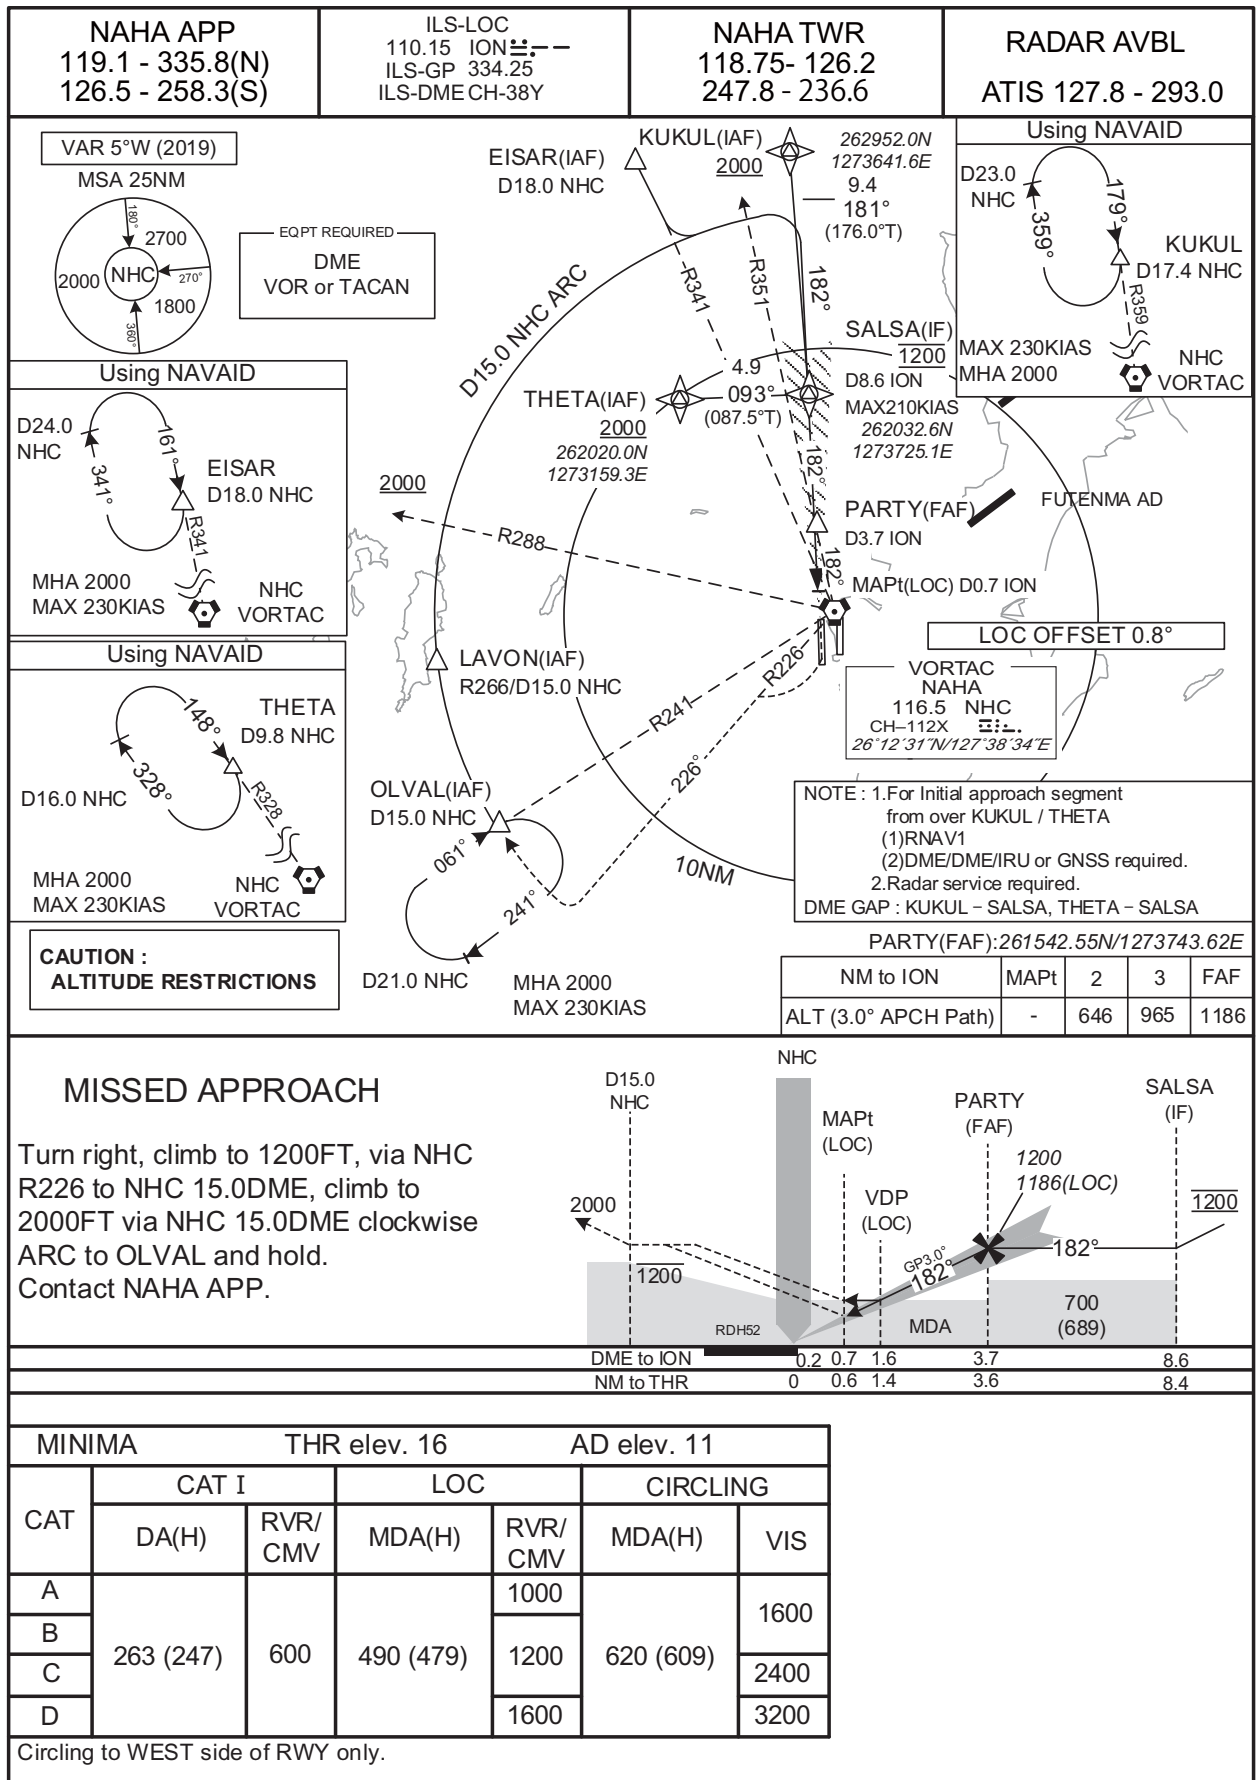 NAHA APP
119.1 - 335.8(N)
126.5 - 258.3(S)
ILS-LOC
110.15 ION
ILS-GP 334.25
ILS-DME CH-38Y
NAHA TWR
118.75- 126.2
247.8 - 236.6
RADAR AVBL
ATIS 127.8 - 293.0
VAR 5°W (2019)
MSA 25NM
180°
2700
2000
NHC
270°
1800
360°
EQPT REQUIRED
DME
VOR or TACAN
EISAR(IAF)
D18.0 NHC
KUKUL(IAF)
2000
262952.0N
1273641.6E
9.4
181°
(176.0°T)
Using NAVAID
D23.0
NHC
179°
359°
KUKUL
D17.4 NHC
R359
MAX 230KIAS
MHA 2000
NHC
VORTAC
D15.0 NHC ARC
R341
R351
182°
SALSA(IF)
1200
D8.6 ION
MAX210KIAS
262032.6N
1273725.1E
4.9
093°
(087.5°T)
THETA(IAF)
2000
262020.0N
1273159.3E
Using NAVAID
D24.0
NHC
161°
341°
EISAR
D18.0 NHC
R341
MHA 2000
MAX 230KIAS
NHC
VORTAC
2000
R288
182°
PARTY(FAF)
D3.7 ION
FUTENMA AD
182°
MAPt(LOC) D0.7 ION
LOC OFFSET 0.8°
Using NAVAID
THETA
D9.8 NHC
148°
328°
D16.0 NHC
R328
MHA 2000
MAX 230KIAS
NHC
VORTAC
LAVON(IAF)
R266/D15.0 NHC
R241
R226
226°
VORTAC
NAHA
116.5 NHC
CH–112X
26°12´31˝N/127°38´34˝E
OLVAL(IAF)
D15.0 NHC
061°
241°
10NM
D21.0 NHC
MHA 2000
MAX 230KIAS
NOTE : 1.For Initial approach segment
from over KUKUL / THETA
(1)RNAV1
(2)DME/DME/IRU or GNSS required.
2.Radar service required.
DME GAP : KUKUL – SALSA, THETA – SALSA
CAUTION :
ALTITUDE RESTRICTIONS
PARTY(FAF):261542.55N/1273743.62E
NM to ION MAPt 2 3 FAF
ALT (3.0° APCH Path) - 646 965 1186
MISSED APPROACH
Turn right, climb to 1200FT, via NHC
R226 to NHC 15.0DME, climb to
2000FT via NHC 15.0DME clockwise
ARC to OLVAL and hold.
Contact NAHA APP.
D15.0
NHC
NHC
MAPt
(LOC)
VDP
(LOC)
PARTY
(FAF)
SALSA
(IF)
1200
1186(LOC)
1200
2000
1200
GP3.0°
182°
182°
RDH52
MDA
700
(689)
DME to ION 0.2 0.7 1.6 3.7 8.6
NM to THR 0 0.6 1.4 3.6 8.4
MINIMA THR elev. 16 AD elev. 11
CAT CAT I LOC CIRCLING
DA(H) RVR/CMV MDA(H) RVR/CMV MDA(H) VIS
A 263 (247) 600 490 (479) 1000 620 (609) 1600
B 1200
C 2400
D 1600 3200
Circling to WEST side of RWY only.